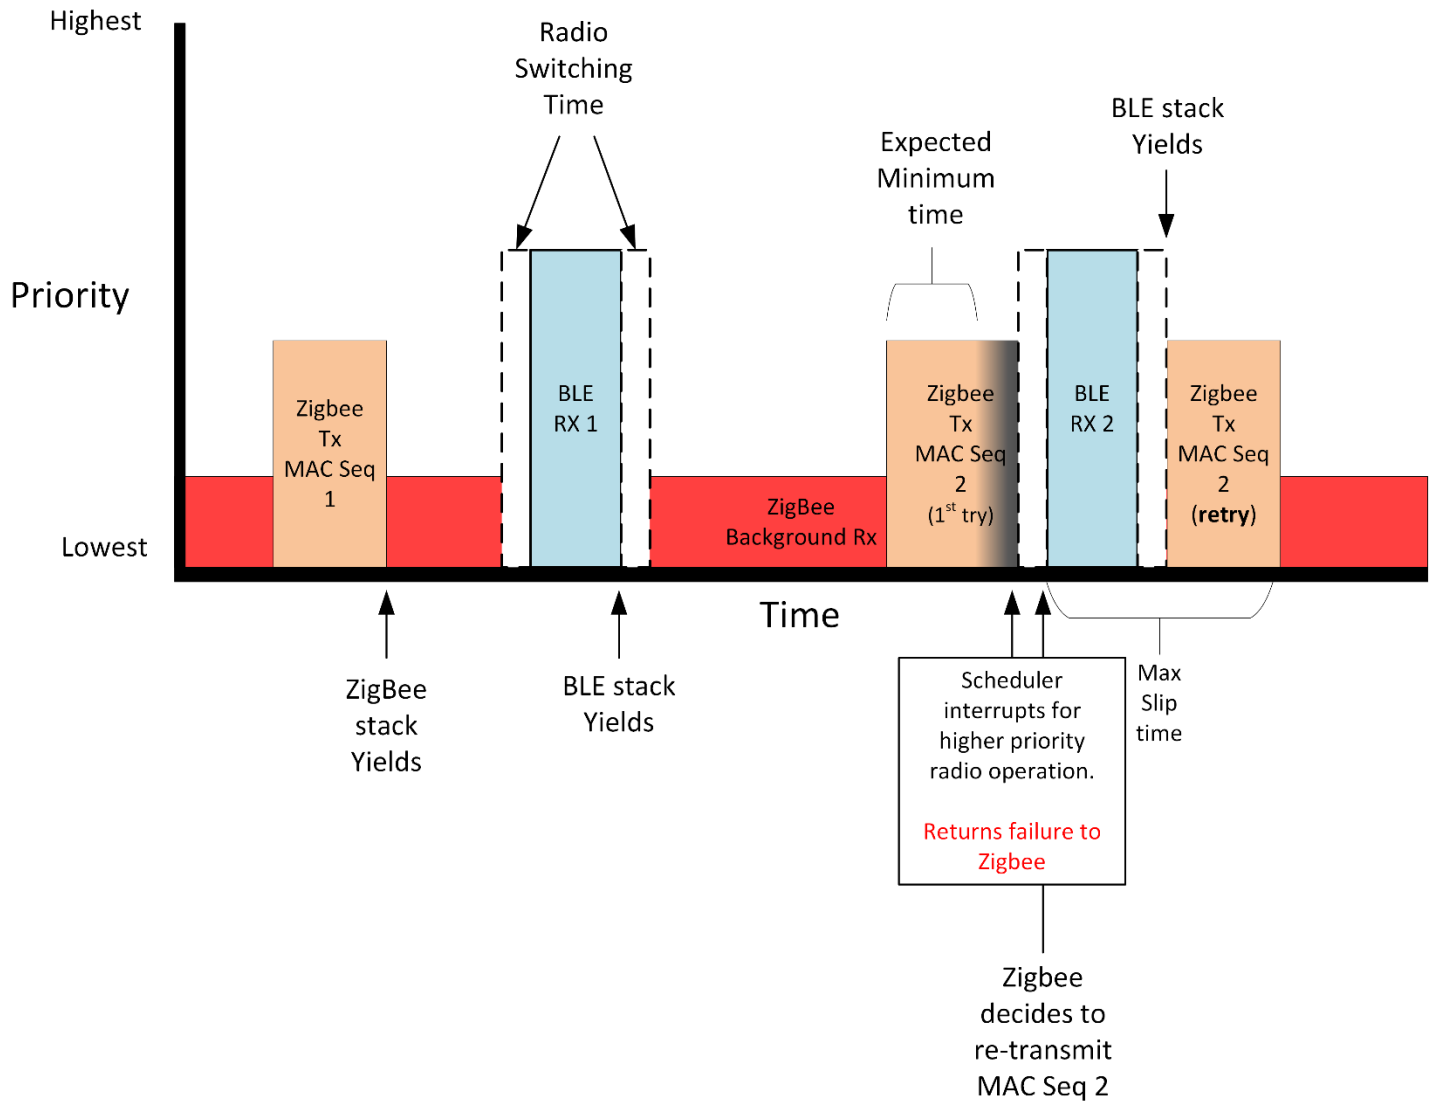 Highest
Radio
Switching
Time
BLE stack
Yields
Expected
Minimum
time
Priority
Lowest
Zigbee
Tx
MAC Seq
1
BLE
RX 1
ZigBee
Background Rx
Zigbee
Tx
MAC Seq
2
(1st try)
BLE
RX 2
Zigbee
Tx
MAC Seq
2
(retry)
Time
ZigBee
stack
Yields
BLE stack
Yields
Scheduler
interrupts for
higher priority
radio operation.
Returns failure to
Zigbee
Max
Slip
time
Zigbee
decides to
re-transmit
MAC Seq 2